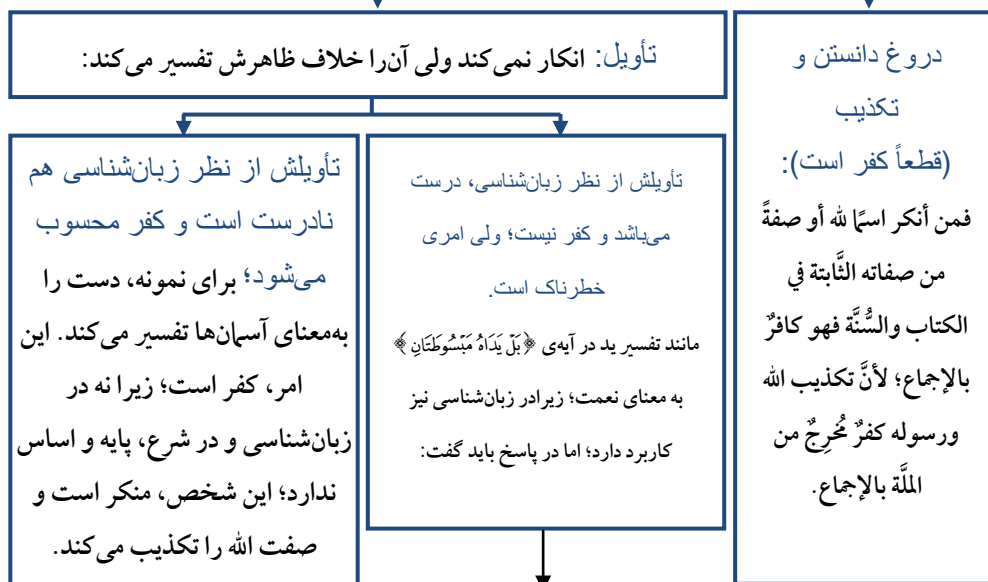 دروغ دانستن و
تکذیب
(قطعاً کفر است):
فمن أنكر اسمًا لله أو صفةً
من صفاته الثَّابتة في
الكتاب والسُّنَّة فهو كافرٌ
بالإجماع؛ لأنَّ تكذيب الله
ورسوله كفرٌ مُخرِجٌ من
الملَّة بالإجماع.
تأویل: انکار نمی‌کند ولی آن‌را خلاف ظاهرش تفسیر می‌کند:
تأویلش از نظر زبان‌شناسی، درست
می‌باشد و کفر نیست؛ ولی امری
خطرناک است.
مانند تفسیر ید در آیه‌ی ﴿بَلۡ يَدَاهُ مَبۡسُوطَتَانِ﴾
به معنای نعمت؛ زیرادر زبان‌شناسی نیز
کاربرد دارد؛ اما در پاسخ باید گفت:
تأویلش از نظر زبان‌شناسی هم
نادرست است و کفر محسوب
می‌شود؛ برای نمونه، دست را
به‌معنای آسمان‌ها تفسیر می‌کند. این
امر، کفر است؛ زیرا نه در
زبان‌شناسی و در شرع، پایه و اساس
ندارد؛ این شخص، منکر است و
صفت الله را تکذیب می‌کند.